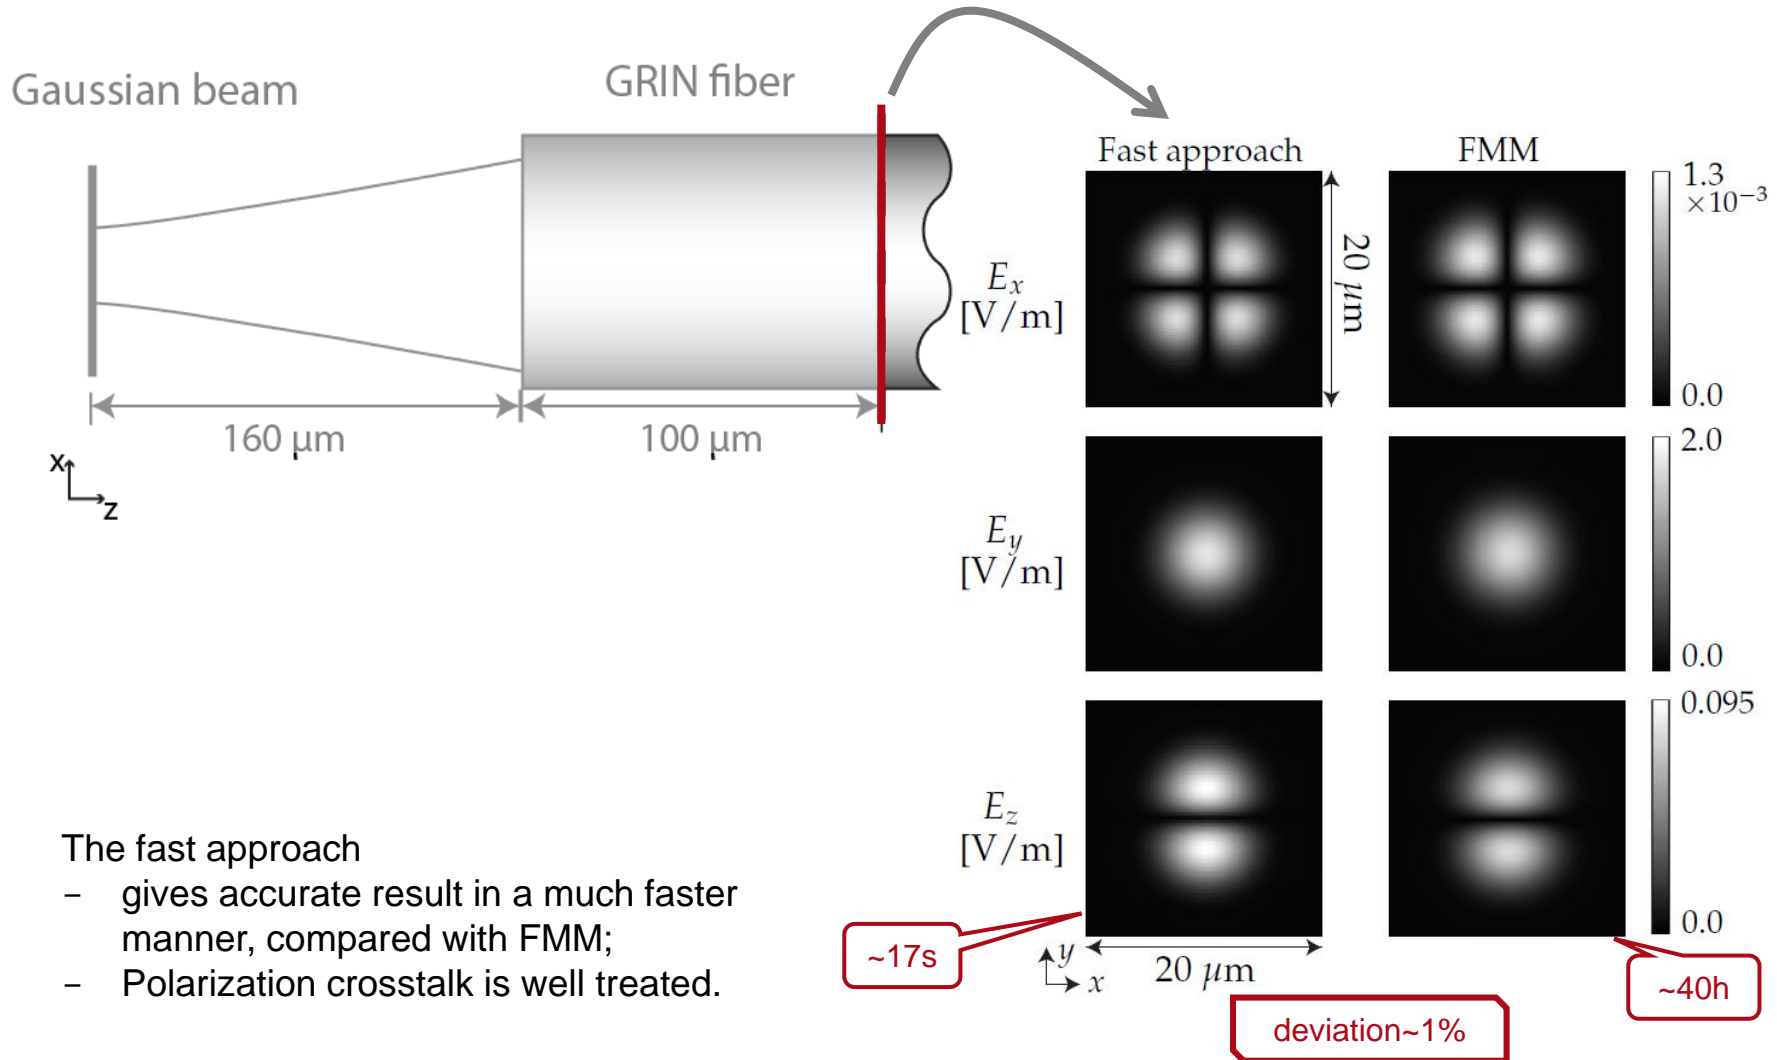 Gaussian beam
GRIN fiber
160 μm
100 μm
x
z
Fast approach
FMM
1.3
×10⁻³
0.0
20 μm
Eₓ
[V/m]
2.0
0.0
E_y
[V/m]
0.095
0.0
E_z
[V/m]
The fast approach
– gives accurate result in a much faster
manner, compared with FMM;
– Polarization crosstalk is well treated.
~17s
y
x
20 μm
~40h
deviation~1%